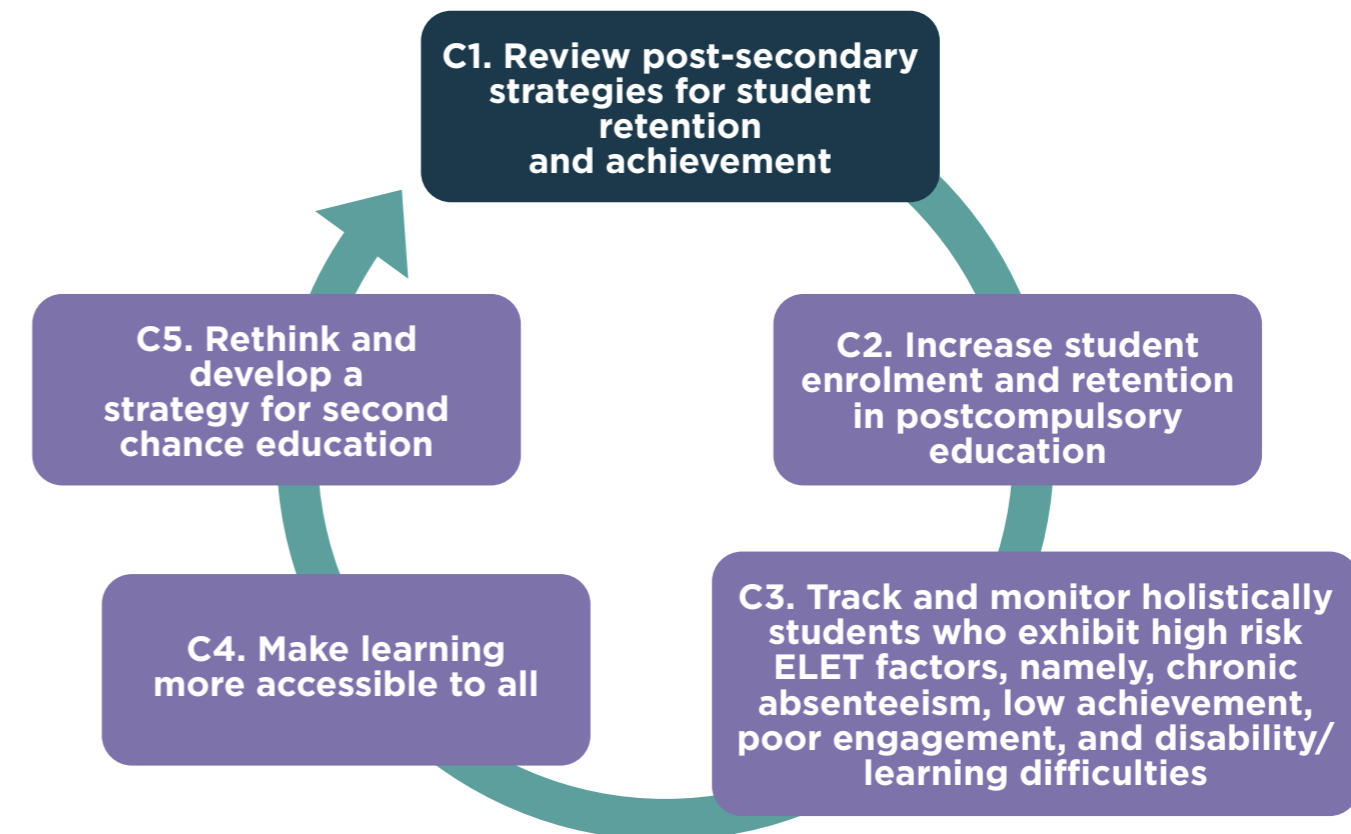 C1. Review post-secondary
strategies for student
retention
and achievement
C2. Increase student
enrolment and retention
in postcompulsory
education
C3. Track and monitor holistically
students who exhibit high risk
ELET factors, namely, chronic
absenteeism, low achievement,
poor engagement, and disability/
learning difficulties
C4. Make learning
more accessible to all
C5. Rethink and
develop a
strategy for second
chance education